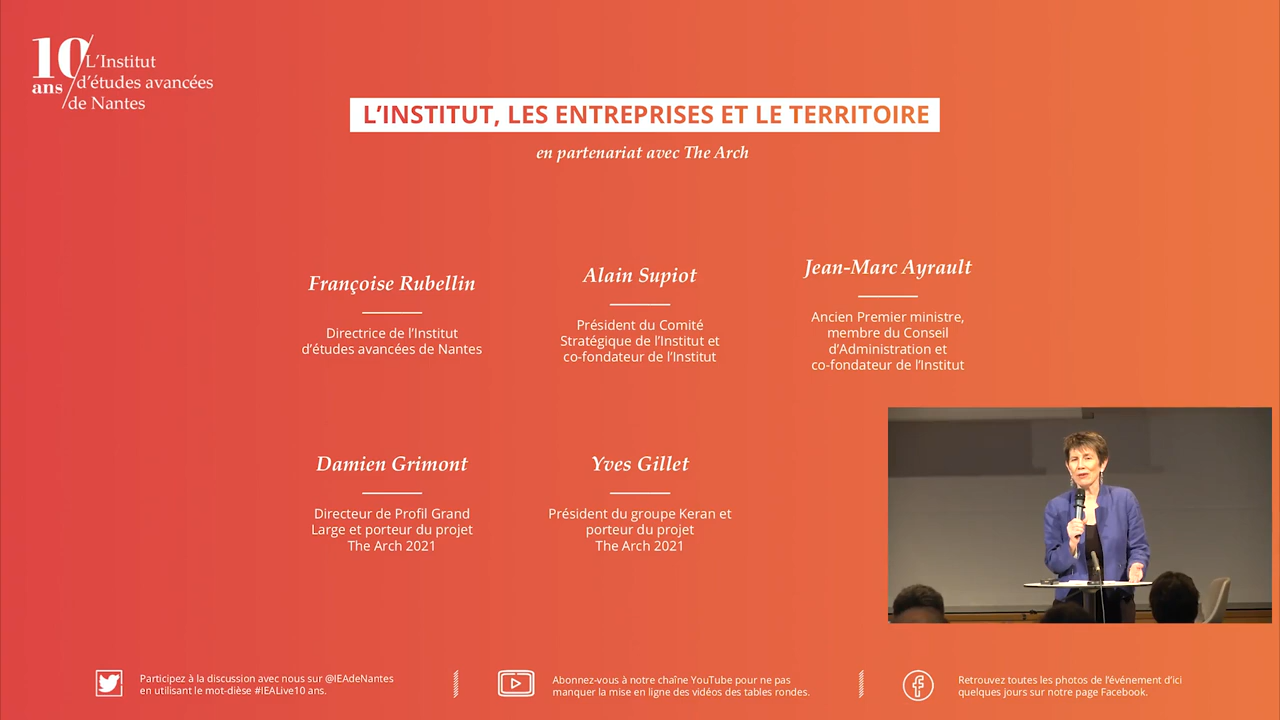 10
ans
L'Institut
d'études avancées
de Nantes
L'INSTITUT, LES ENTREPRISES ET LE TERRITOIRE
en partenariat avec The Arch
Françoise Rubellin
Directrice de l'Institut
d'études avancées de Nantes
Alain Supiot
Président du Comité
Stratégique de l'Institut et
co-fondateur de l'Institut
Jean-Marc Ayrault
Ancien Premier ministre,
membre du Conseil
d'Administration et
co-fondateur de l'Institut
Damien Grimont
Directeur de Profil Grand
Large et porteur du projet
The Arch 2021
Yves Gillet
Président du groupe Keran et
porteur du projet
The Arch 2021
Participez à la discussion avec nous sur @IEAdeNantes
en utilisant le mot-dièse #IEALive10 ans.
Abonnez-vous à notre chaîne YouTube pour ne pas
manquer la mise en ligne des vidéos des tables rondes.
Retrouvez toutes les photos de l'événement d'ici
quelques jours sur notre page Facebook.